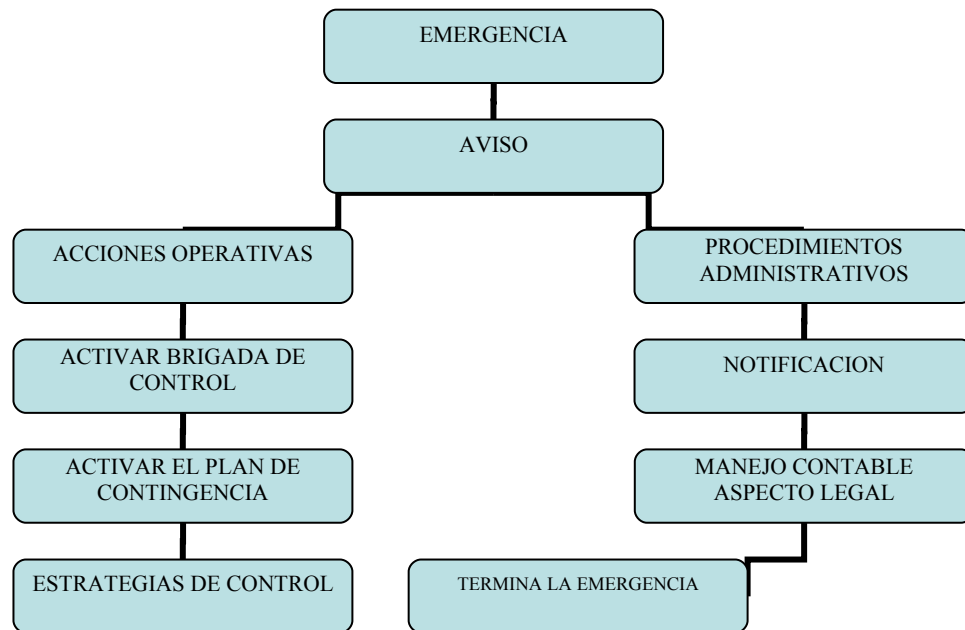 EMERGENCIA
AVISO
ACCIONES OPERATIVAS
PROCEDIMIENTOS
ADMINISTRATIVOS
ACTIVAR BRIGADA DE
CONTROL
NOTIFICACION
ACTIVAR EL PLAN DE
CONTINGENCIA
MANEJO CONTABLE
ASPECTO LEGAL
ESTRATEGIAS DE CONTROL
TERMINA LA EMERGENCIA